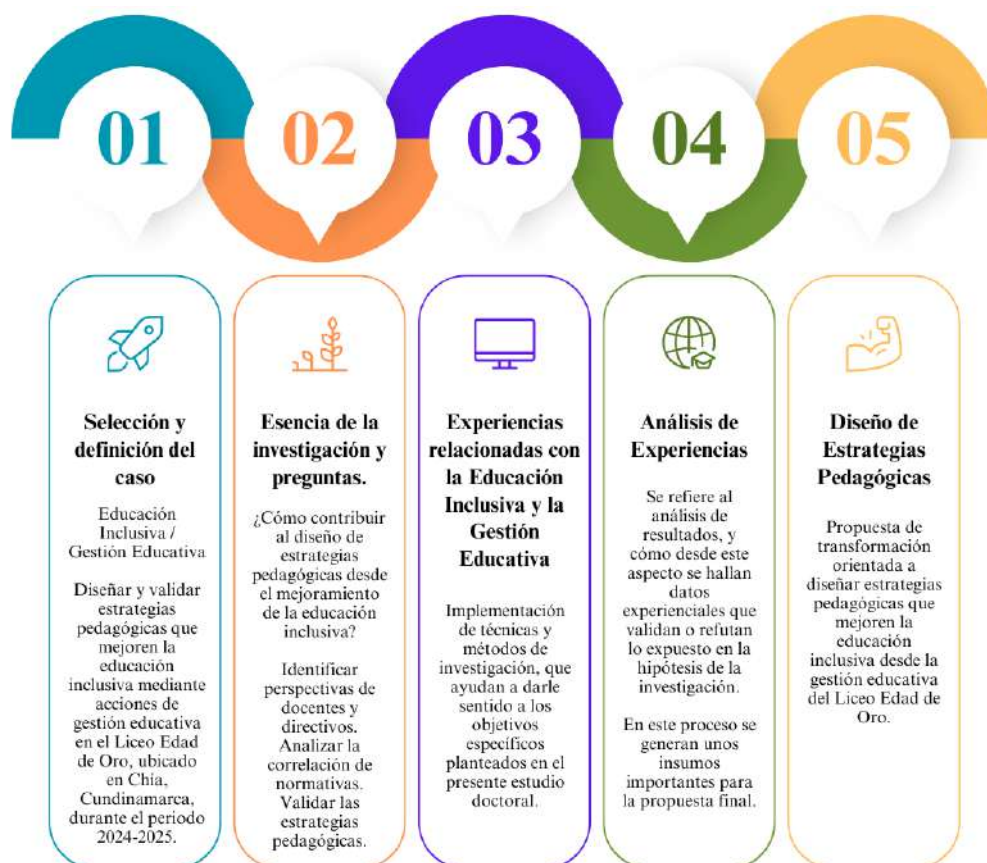 01
02
03
04
05
Selección y
definición del
caso
Educación
Inclusiva /
Gestión Educativa
Diseñar y validar
estrategias
pedagógicas que
mejoren la
educación
inclusiva mediante
acciones de
gestión educativa
en el Liceo Edad
de Oro, ubicado
en Chía,
Cundinamarca,
durante el periodo
2024-2025.
Esencia de la
investigación y
preguntas.
¿Cómo contribuir
al diseño de
estrategias
pedagógicas desde
el mejoramiento
de la educación
inclusiva?
Identificar
perspectivas de
docentes y
directivos.
Analizar la
correlación de
normativas.
Validar las
estrategias
pedagógicas.
Experiencias
relacionadas con
la Educación
Inclusiva y la
Gestión
Educativa
Implementación
de técnicas y
métodos de
investigación, que
ayudan a darle
sentido a los
objetivos
específicos
planteados en el
presente estudio
doctoral.
Análisis de
Experiencias
Se refiere al
análisis de
resultados, y
cómo desde este
aspecto se hallan
datos
experienciales que
validan o refutan
lo expuesto en la
hipótesis de la
investigación.
En este proceso se
generan unos
insumos
importantes para
la propuesta final.
Diseño de
Estrategias
Pedagógicas
Propuesta de
transformación
orientada a
diseñar estrategias
pedagógicas que
mejoren la
educación
inclusiva desde la
gestión educativa
del Liceo Edad de
Oro.